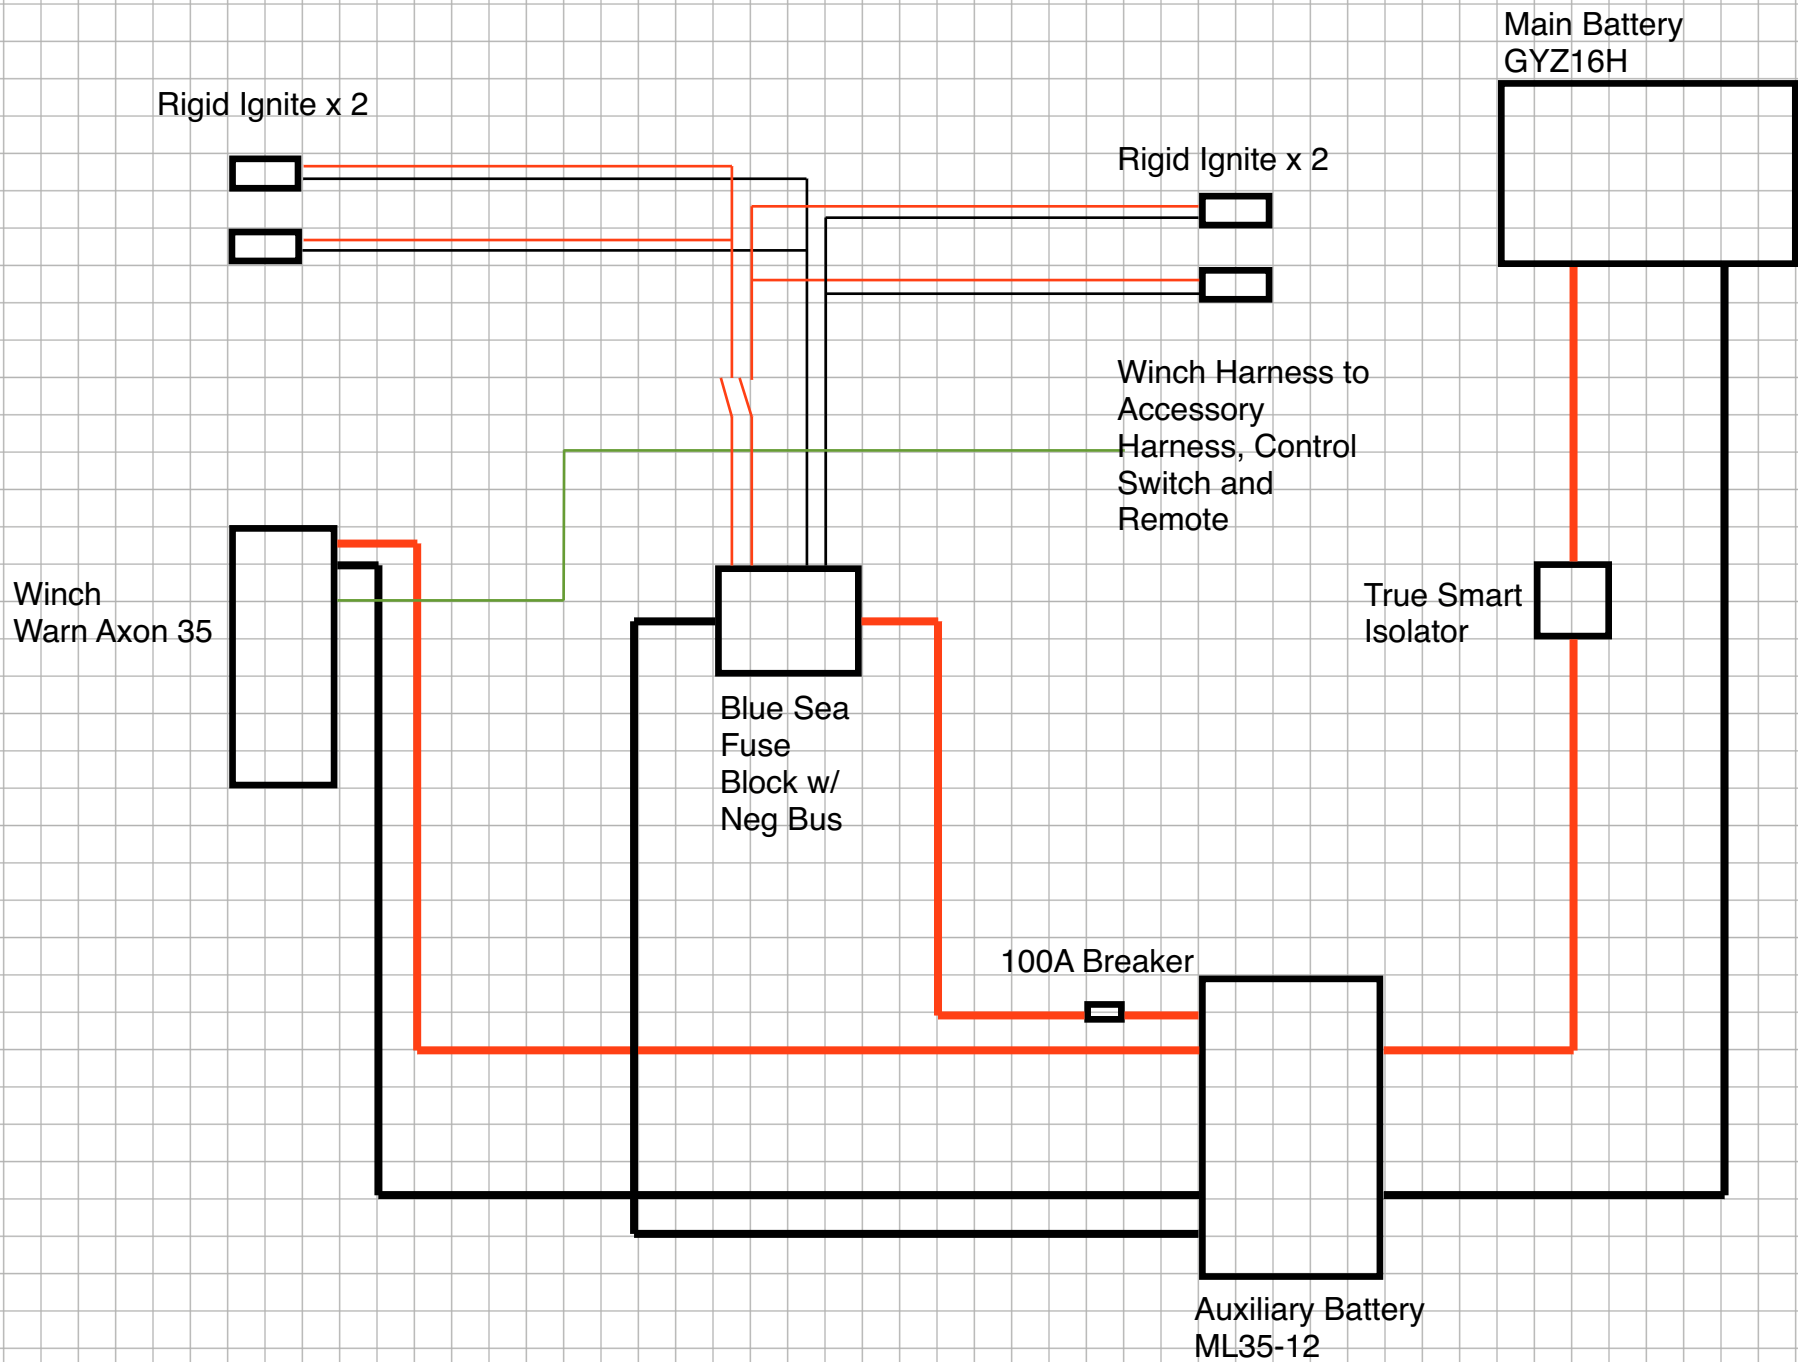 Main Battery
GYZ16H
Rigid Ignite x 2
Rigid Ignite x 2
Winch Harness to
Accessory
Harness, Control
Switch and
Remote
Winch
Warn Axon 35
True Smart
Isolator
Blue Sea
Fuse
Block w/
Neg Bus
100A Breaker
Auxiliary Battery
ML35-12